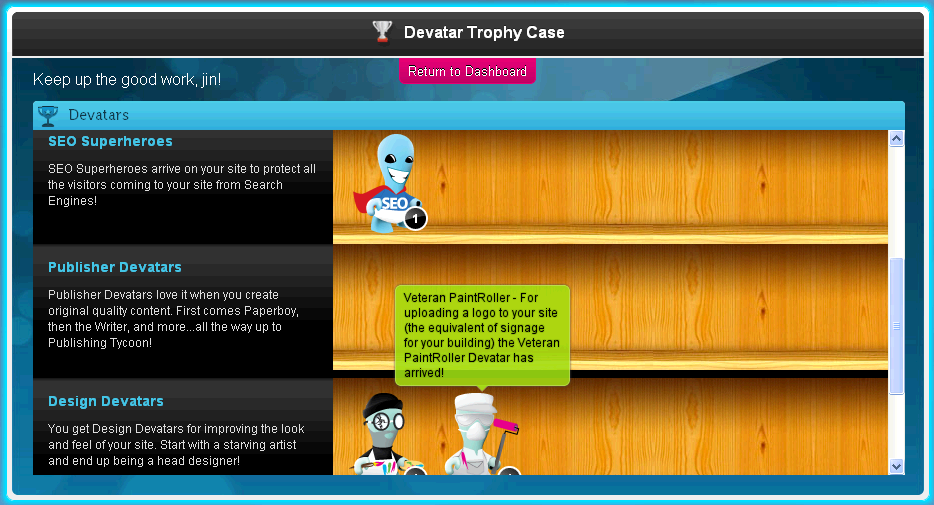 Devatar Trophy Case
Keep up the good work, jin!
Return to Dashboard
Devatars
SEO Superheroes
SEO Superheroes arrive on your site to protect all
the visitors coming to your site from Search
Engines!
SEO
1
Publisher Devatars
Publisher Devatars love it when you create
original quality content. First comes Paperboy,
then the Writer, and more...all the way up to
Publishing Tycoon!
Veteran PaintRoller - For
uploading a logo to your site
(the equivalent of signage
for your building) the Veteran
PaintRoller Devatar has
arrived!
Design Devatars
You get Design Devatars for improving the look
and feel of your site. Start with a starving artist
and end up being a head designer!